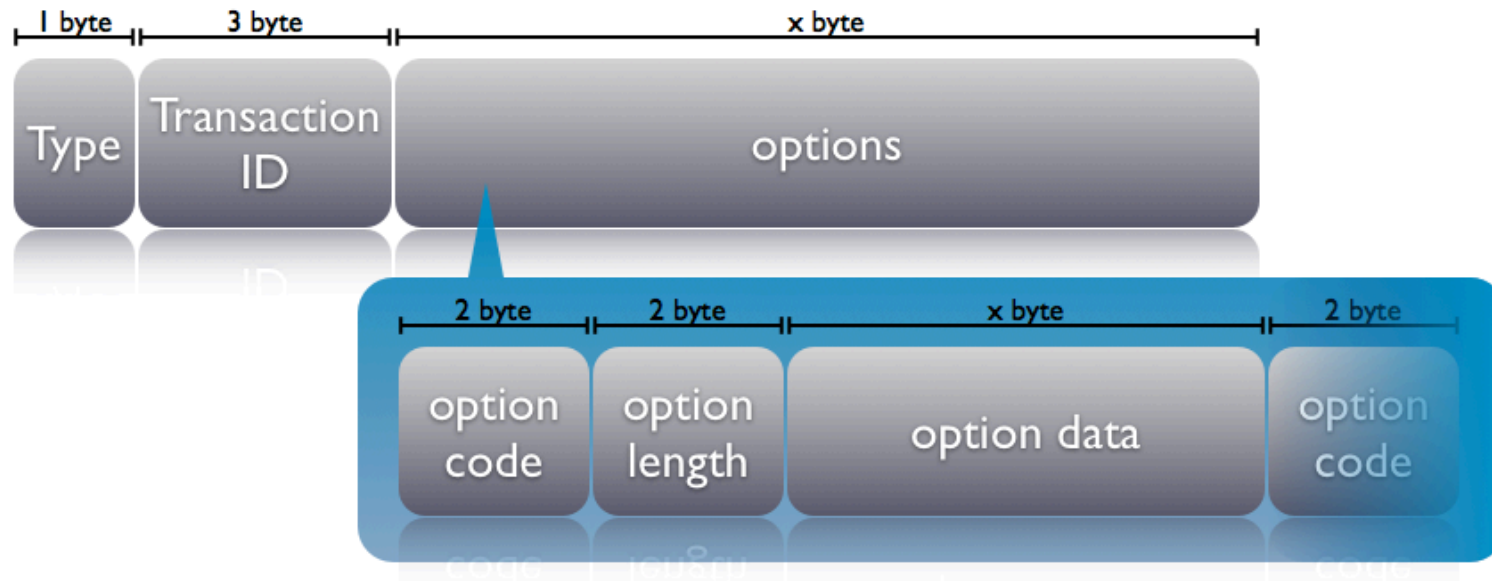 1 byte
3 byte
x byte
Type
Transaction
ID
options
2 byte
2 byte
x byte
2 byte
option
code
option
length
option data
option
code